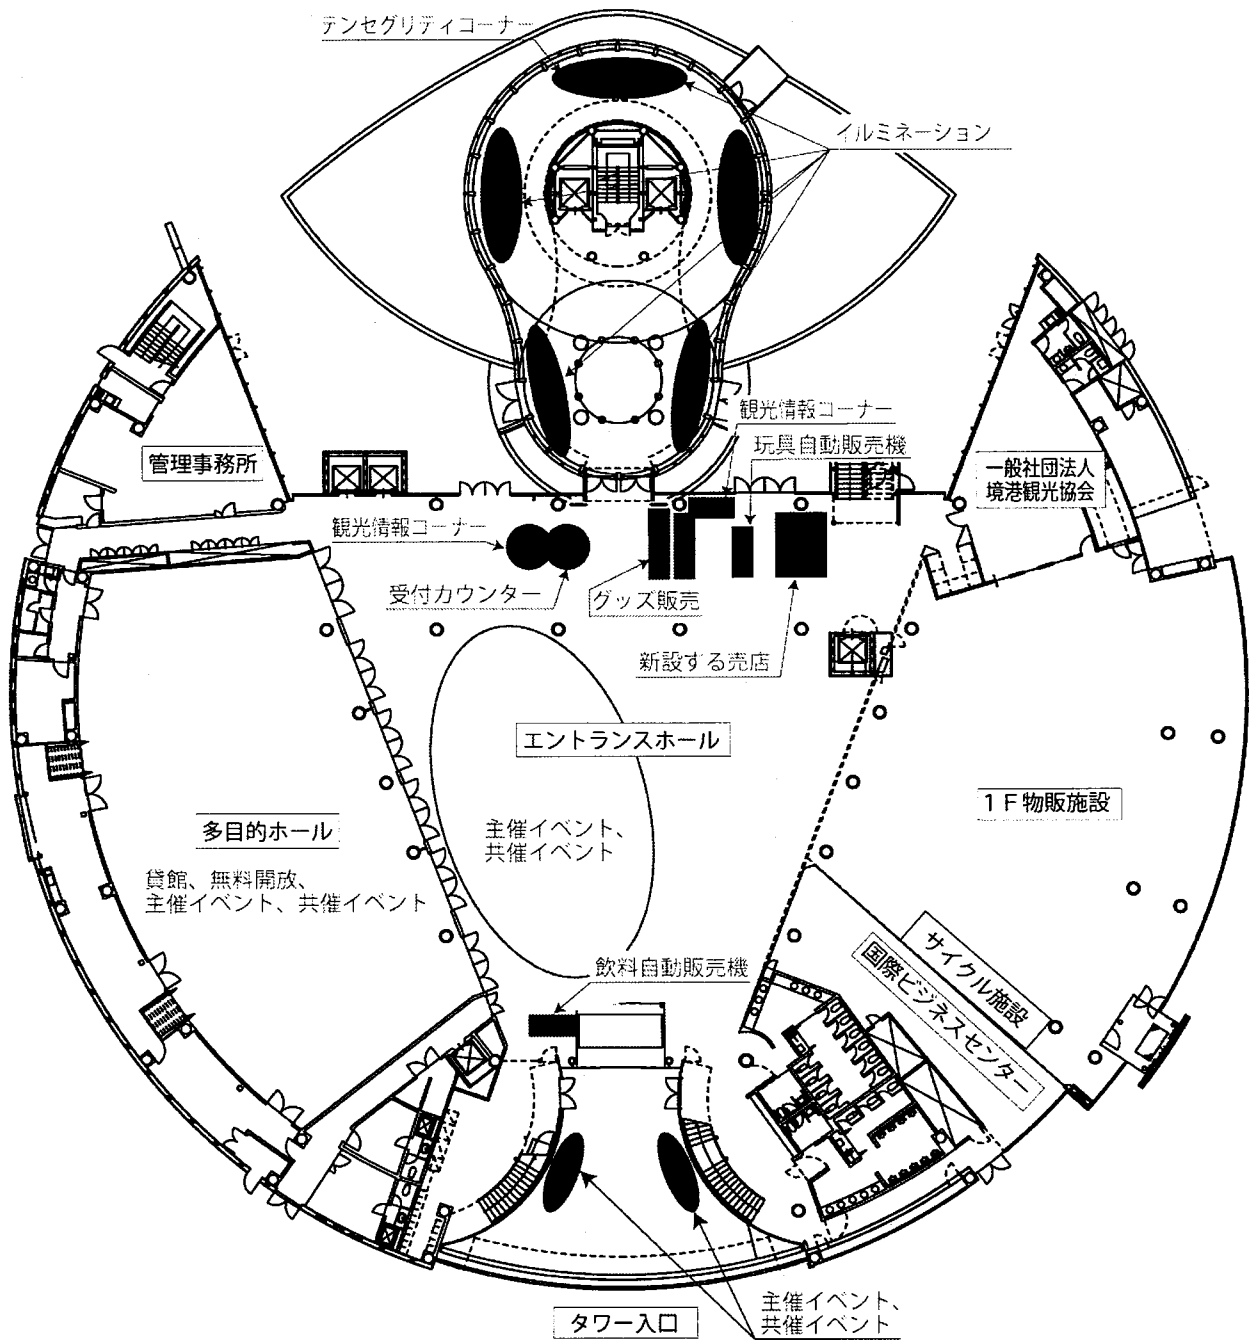 テンセグリティコーナー
イルミネーション
観光情報コーナー
玩具自動販売機
管理事務所
一般社団法人
境港観光協会
観光情報コーナー
受付カウンター
グッズ販売
新設する売店
エントランスホール
1F物販施設
主催イベント、
共催イベント
多目的ホール
貸館、無料開放、
主催イベント、共催イベント
サイクル施設
国際ビジネスセンター
飲料自動販売機
主催イベント、
共催イベント
タワー入口